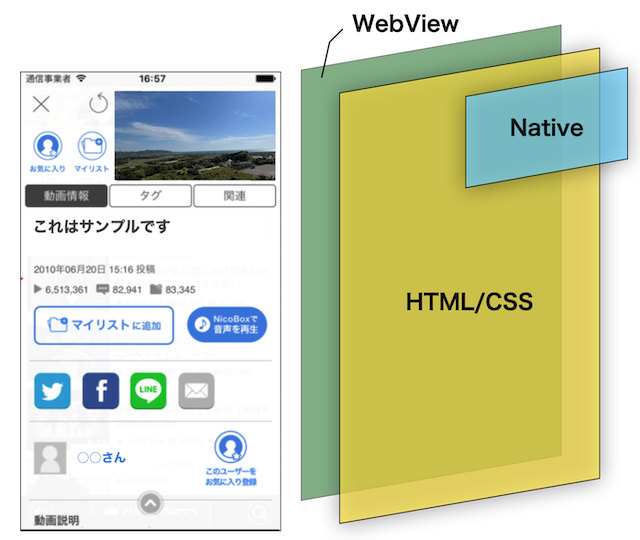 通信事業者
16:57
お気に入り
マイリスト
動画情報
タグ
関連
これはサンプルです
2010年06月20日 15:16 投稿
6,513,361
82,941
83,345
マイリストに追加
NicoBoxで
音声を再生
LINE
○○さん
このユーザーを
お気に入り登録
動画説明
WebView
Native
HTML/CSS